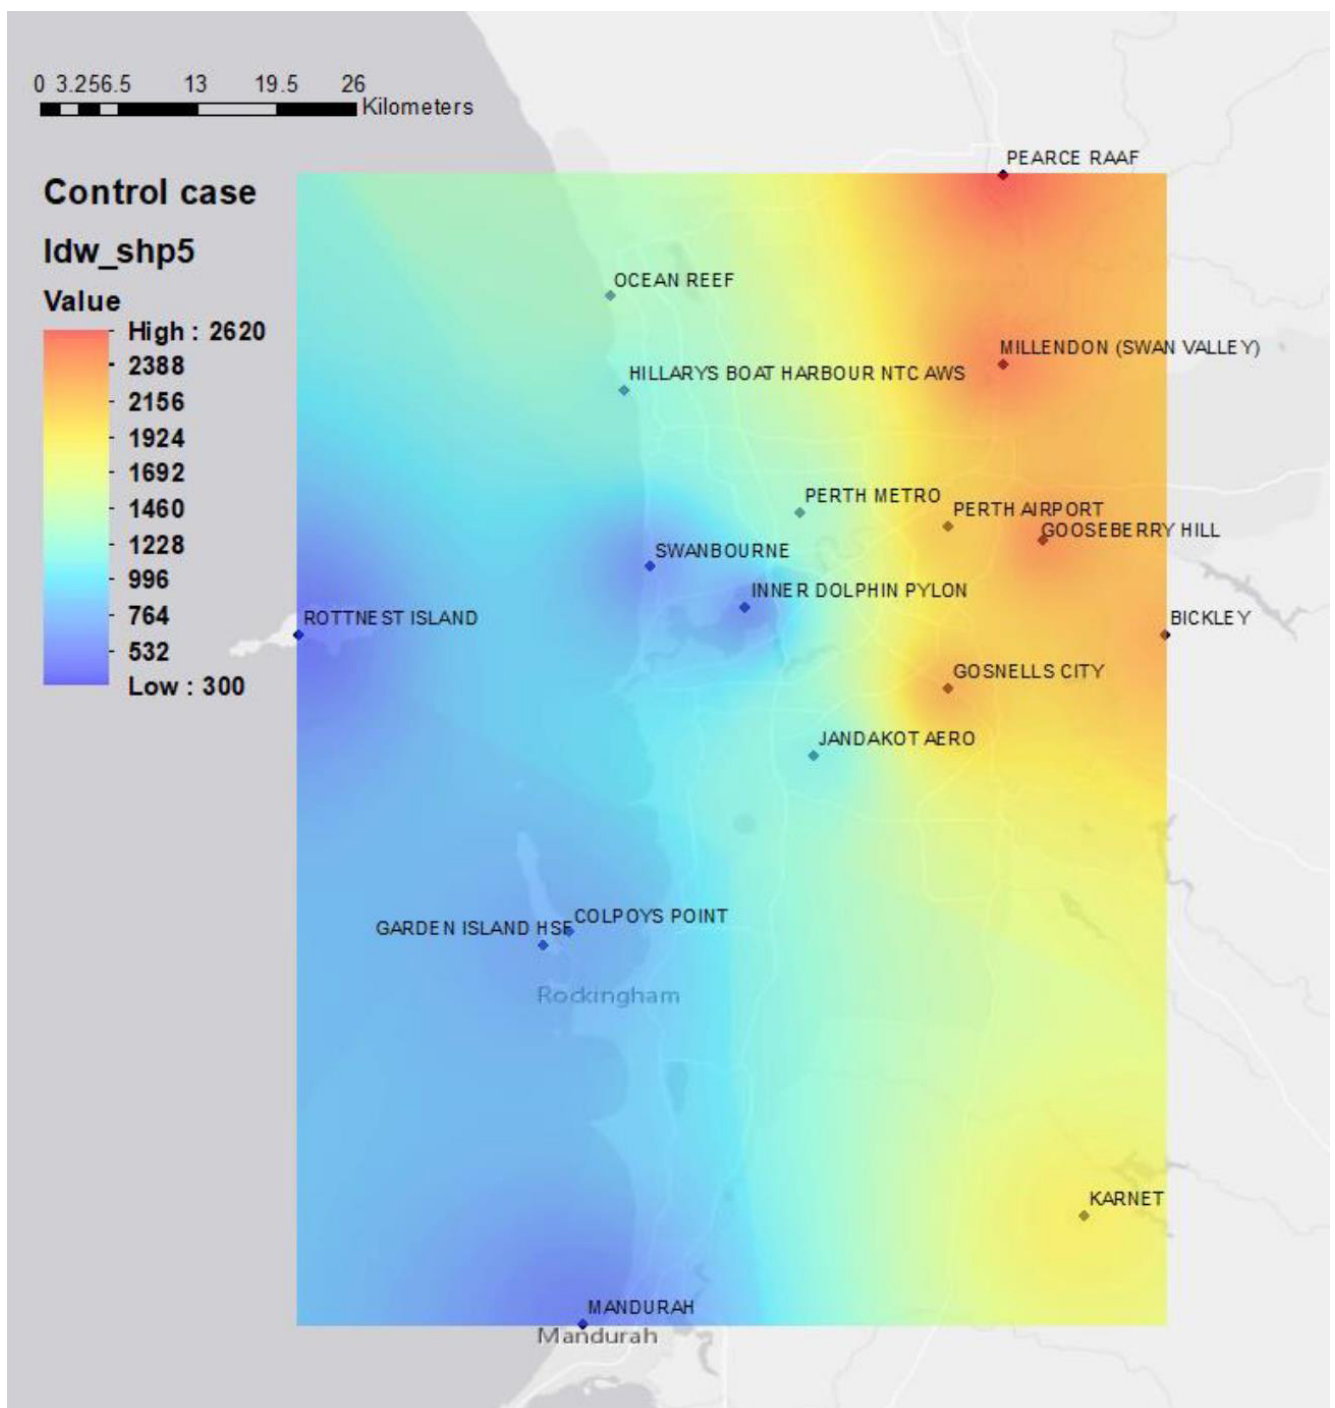 0 3.256.5 13 19.5 26
Kilometers
Control case
Idw_shp5
Value
High : 2620
2388
2156
1924
1692
1460
1228
996
764
532
Low : 300
PEARCE RAAF
OCEAN REEF
MILLENDON (SWAN VALLEY)
HILLARYS BOAT HARBOUR NTC AWS
PERTH METRO
PERTH AIRPORT
GOOSEBERRY HILL
SWANBOURNE
INNER DOLPHIN PYLON
ROTTNEST ISLAND
BICKLEY
GOSNELLS CITY
JANDAKOT AERO
COLPOYS POINT
GARDEN ISLAND HSF
Rockingham
KARNET
MANDURAH
Mandurah